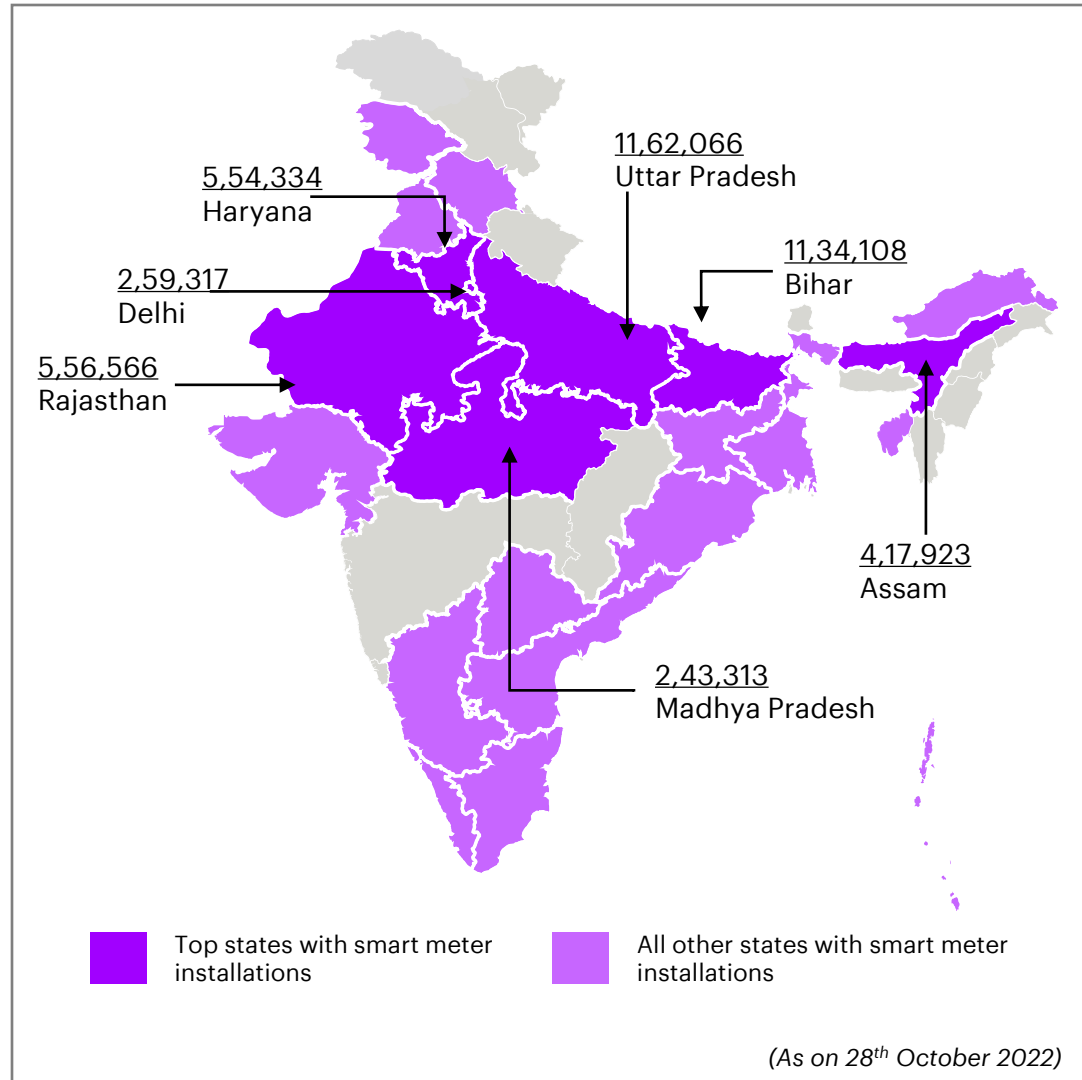 11,62,066
Uttar Pradesh
5,54,334
Haryana
11,34,108
Bihar
2,59,317
Delhi
5,56,566
Rajasthan
4,17,923
Assam
2,43,313
Madhya Pradesh
Top states with smart meter
installations
All other states with smart meter
installations
(As on 28th October 2022)